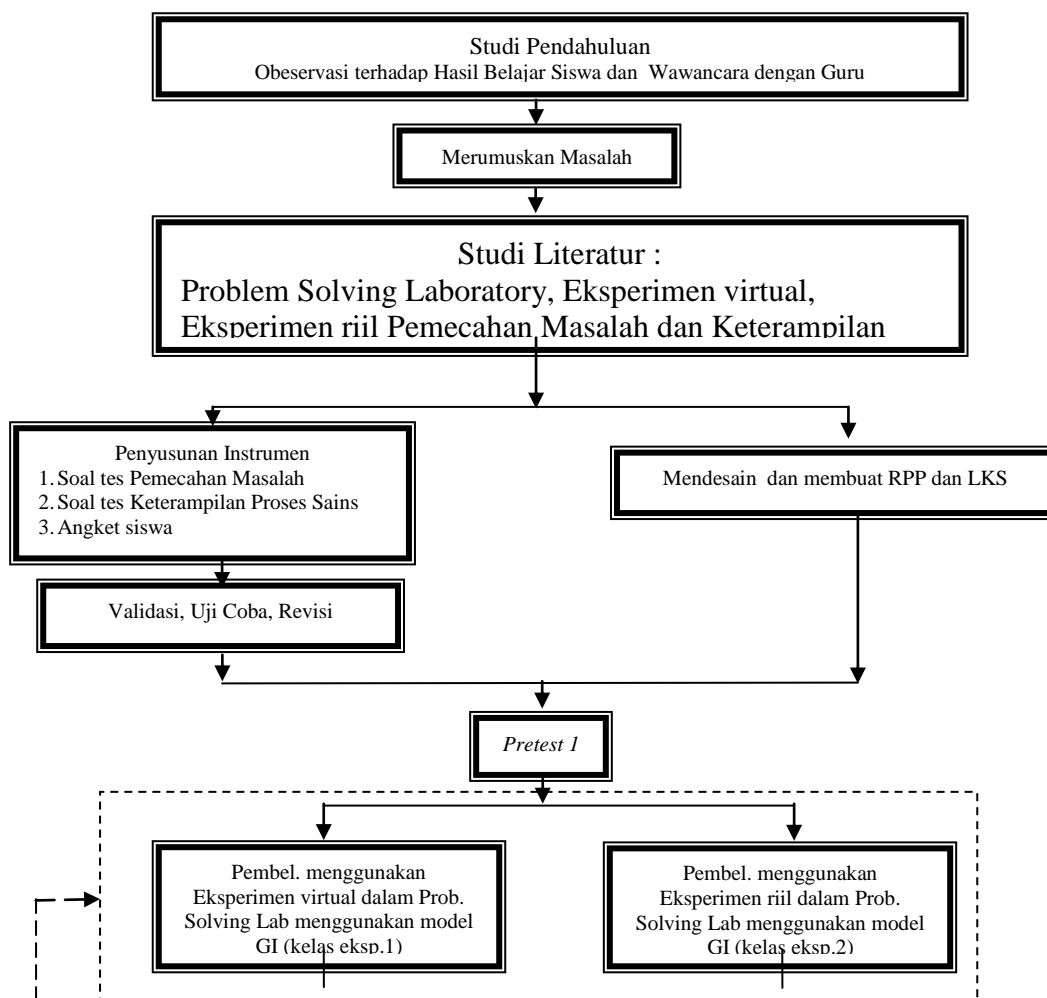 Studi Pendahuluan
Obeservasi terhadap Hasil Belajar Siswa dan Wawancara dengan Guru
Merumuskan Masalah
Studi Literatur :
Problem Solving Laboratory, Eksperimen virtual,
Eksperimen riil Pemecahan Masalah dan Keterampilan
Penyusunan Instrumen
1. Soal tes Pemecahan Masalah
2. Soal tes Keterampilan Proses Sains
3. Angket siswa
Mendesain dan membuat RPP dan LKS
Validasi, Uji Coba, Revisi
Pretest 1
Pembel. menggunakan
Eksperimen virtual dalam Prob.
Solving Lab menggunakan model
GI (kelas eksp.1)
Pembel. menggunakan
Eksperimen riil dalam Prob.
Solving Lab menggunakan model
GI (kelas eksp.2)